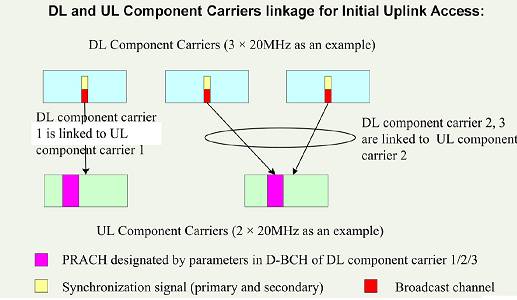 DL and UL Component Carriers linkage for Initial Uplink Access:
DL Component Carriers (3 × 20MHz as an example)
DL component carrier
1 is linked to UL
component carrier 1
DL component carrier 2, 3
are linked to UL component
carrier 2
UL Component Carriers (2 × 20MHz as an example)
PRACH designated by parameters in D-BCH of DL component carrier 1/2/3
Synchronization signal (primary and secondary)
Broadcast channel